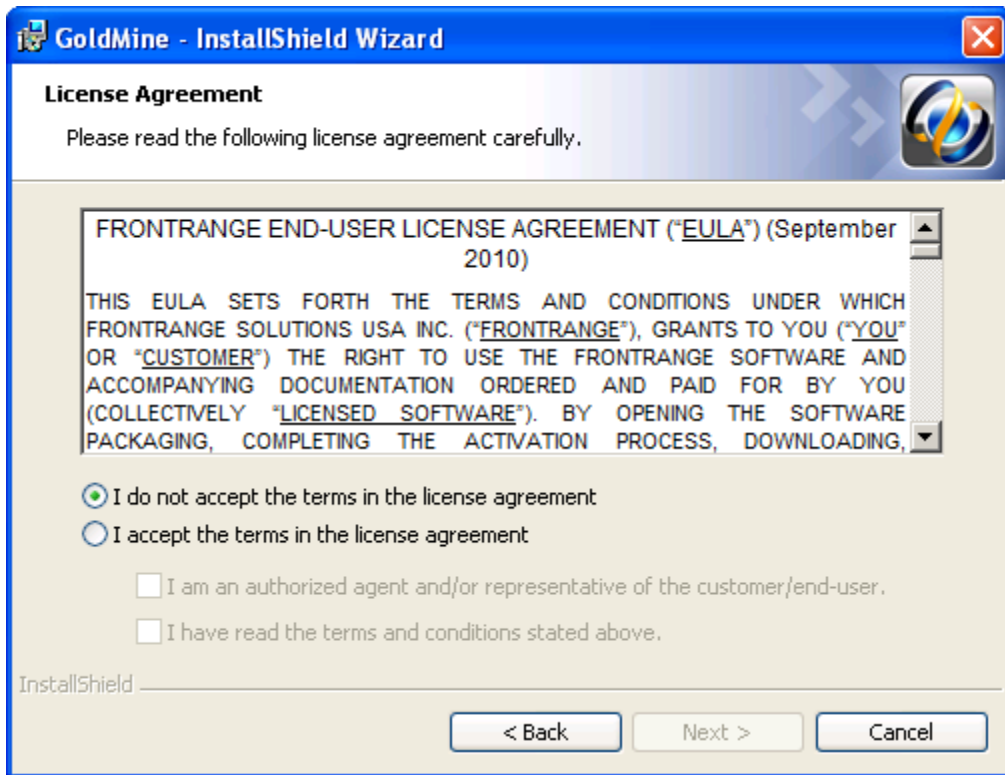 GoldMine - InstallShield Wizard
License Agreement
Please read the following license agreement carefully.
FRONTRANGE END-USER LICENSE AGREEMENT (“EULA”) (September
2010)
THIS EULA SETS FORTH THE TERMS AND CONDITIONS UNDER WHICH
FRONTRANGE SOLUTIONS USA INC. (“FRONTRANGE”), GRANTS TO YOU (“YOU”
OR “CUSTOMER”) THE RIGHT TO USE THE FRONTRANGE SOFTWARE AND
ACCOMPANYING DOCUMENTATION ORDERED AND PAID FOR BY YOU
(COLLECTIVELY “LICENSED SOFTWARE”). BY OPENING THE SOFTWARE
PACKAGING, COMPLETING THE ACTIVATION PROCESS, DOWNLOADING,
I do not accept the terms in the license agreement
I accept the terms in the license agreement
I am an authorized agent and/or representative of the customer/end-user.
I have read the terms and conditions stated above.
InstallShield
< Back Next > Cancel